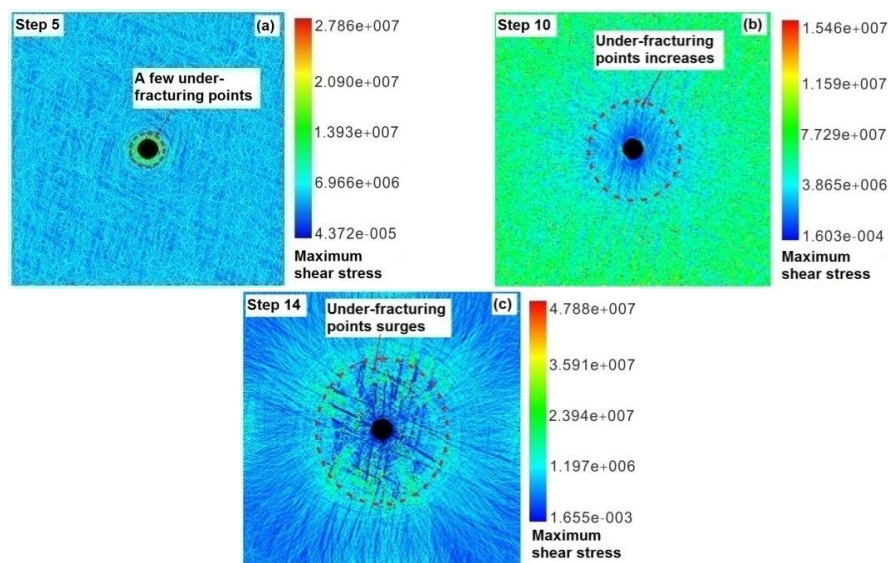 Step 5
(a)
A few under-
fracturing points
2.786e+007
2.090e+007
1.393e+007
6.966e+006
4.372e-005
Maximum
shear stress
Step 10
(b)
Under-fracturing
points increases
1.546e+007
1.159e+007
7.729e+006
3.865e+006
1.603e-004
Maximum
shear stress
Step 14
(c)
Under-fracturing
points surges
4.788e+007
3.591e+007
2.394e+007
1.197e+006
1.655e-003
Maximum
shear stress